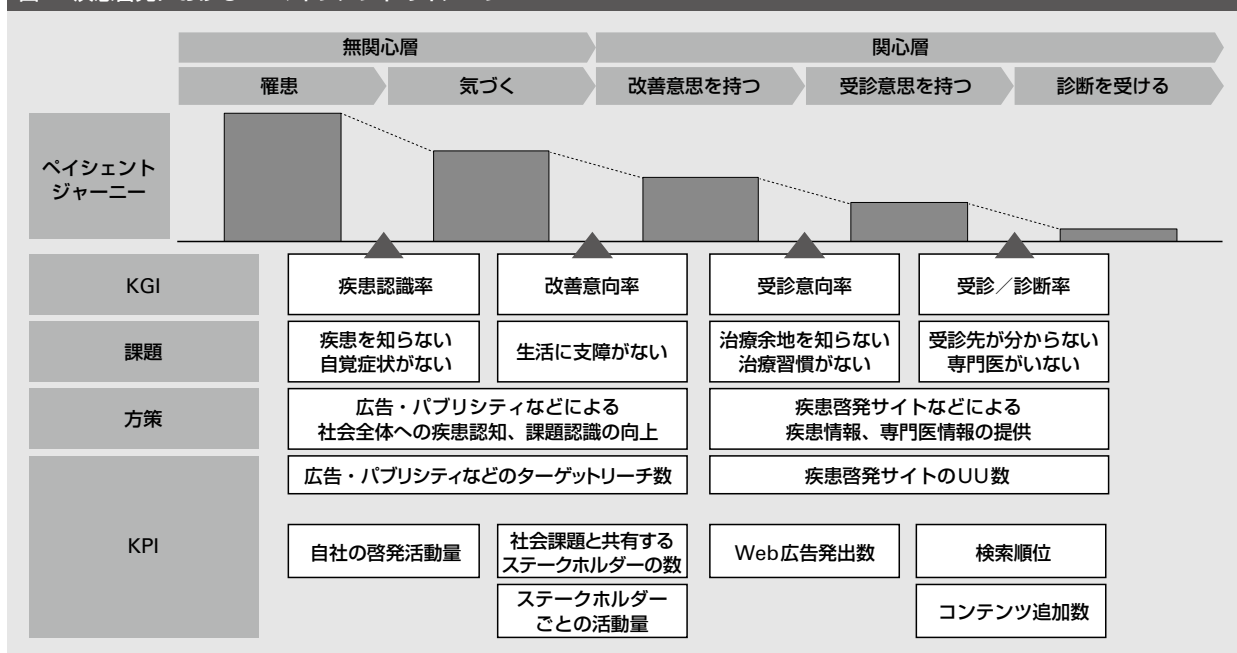 無関心層
関心層
罹患
気づく
改善意思を持つ
受診意思を持つ
診断を受ける
ペイシェント
ジャーニー
KGI
疾患認識率
改善意向率
受診意向率
受診／診断率
課題
疾患を知らない
自覚症状がない
生活に支障がない
治療余地を知らない
治療習慣がない
受診先が分からない
専門医がいない
方策
広告・パブリシティなどによる
社会全体への疾患認知、課題認識の向上
疾患啓発サイトなどによる
疾患情報、専門医情報の提供
KPI
広告・パブリシティなどのターゲットリーチ数
疾患啓発サイトのUU数
自社の啓発活動量
社会課題と共有する
ステークホルダーの数
Web広告発出数
検索順位
ステークホルダー
ごとの活動量
コンテンツ追加数